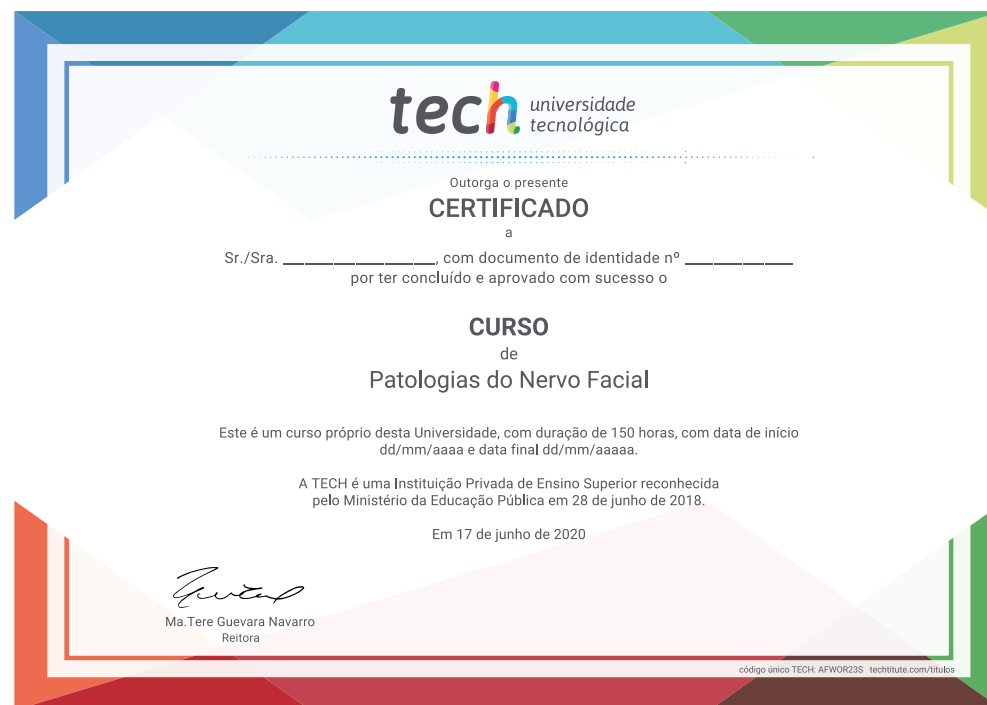 tech universidade
tecnológica
Outorga o presente
CERTIFICADO
a
Sr./Sra. ____________________, com documento de identidade nº ______________
por ter concluído e aprovado com sucesso o
CURSO
de
Patologias do Nervo Facial
Este é um curso próprio desta Universidade, com duração de 150 horas, com data de início
dd/mm/aaaa e data final dd/mm/aaaaa.
A TECH é uma Instituição Privada de Ensino Superior reconhecida
pelo Ministério da Educação Pública em 28 de junho de 2018.
Em 17 de junho de 2020
Ma.Tere Guevara Navarro
Reitora
código único TECH: AFWOR23S techtitute.com/titulos